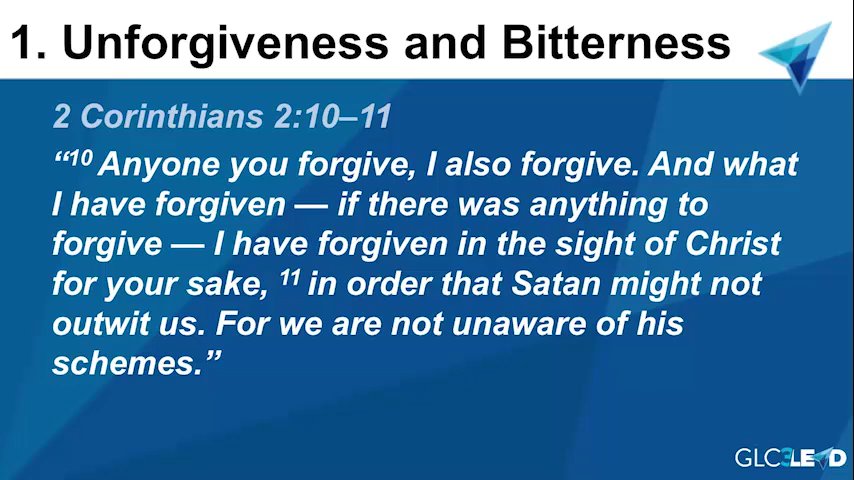 1. Unforgiveness and Bitterness
2 Corinthians 2:10–11
“10 Anyone you forgive, I also forgive. And what
I have forgiven — if there was anything to
forgive — I have forgiven in the sight of Christ
for your sake, 11 in order that Satan might not
outwit us. For we are not unaware of his
schemes.”
GLC3LEAD